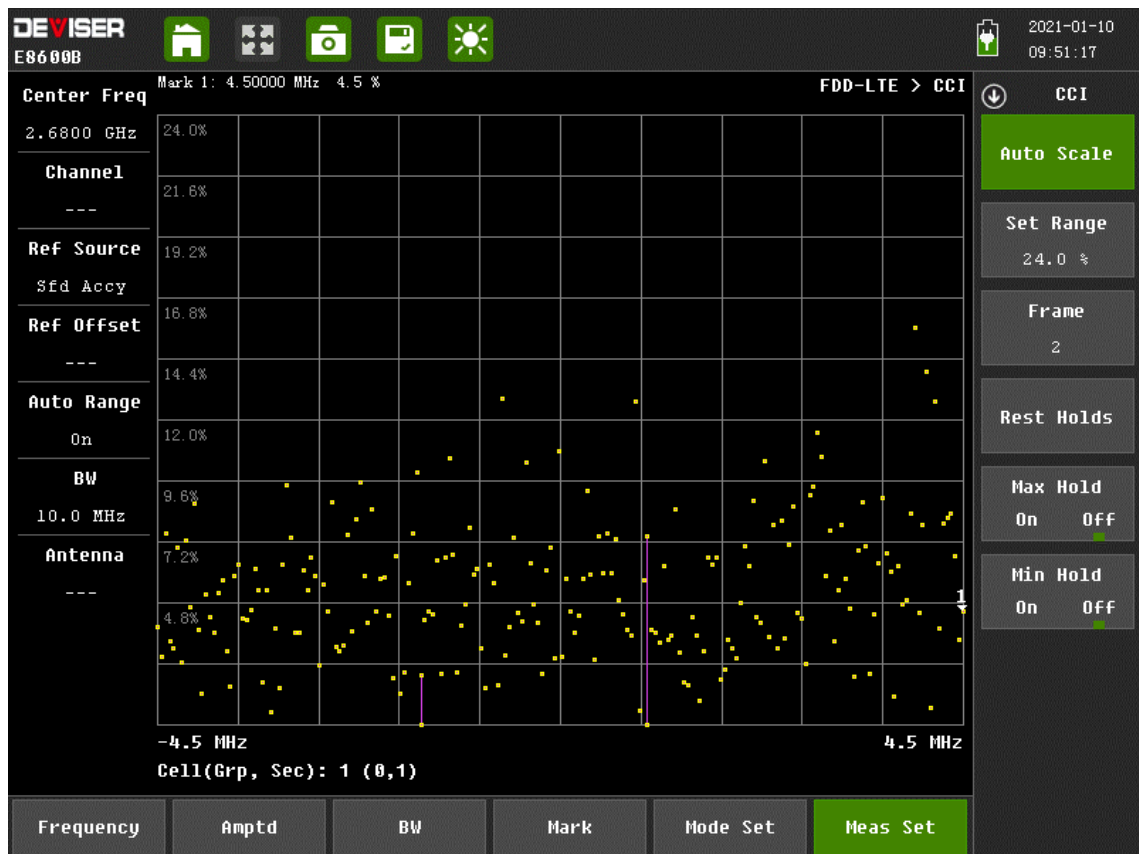 DEVISER
E8600B
2021-01-10
09:51:17
Center Freq
2.6800 GHz
Channel
---
Ref Source
Sfd Accy
Ref Offset
---
Auto Range
On
BW
10.0 MHz
Antenna
---
Mark 1: 4.50000 MHz 4.5 %
FDD-LTE > CCI
24.0%
21.6%
19.2%
16.8%
14.4%
12.0%
9.6%
7.2%
4.8%
1
-4.5 MHz
4.5 MHz
Cell(Grp, Sec): 1 (0,1)
CCI
Auto Scale
Set Range
24.0 %
Frame
2
Rest Holds
Max Hold
On Off
Min Hold
On Off
Frequency
Amptd
BW
Mark
Mode Set
Meas Set